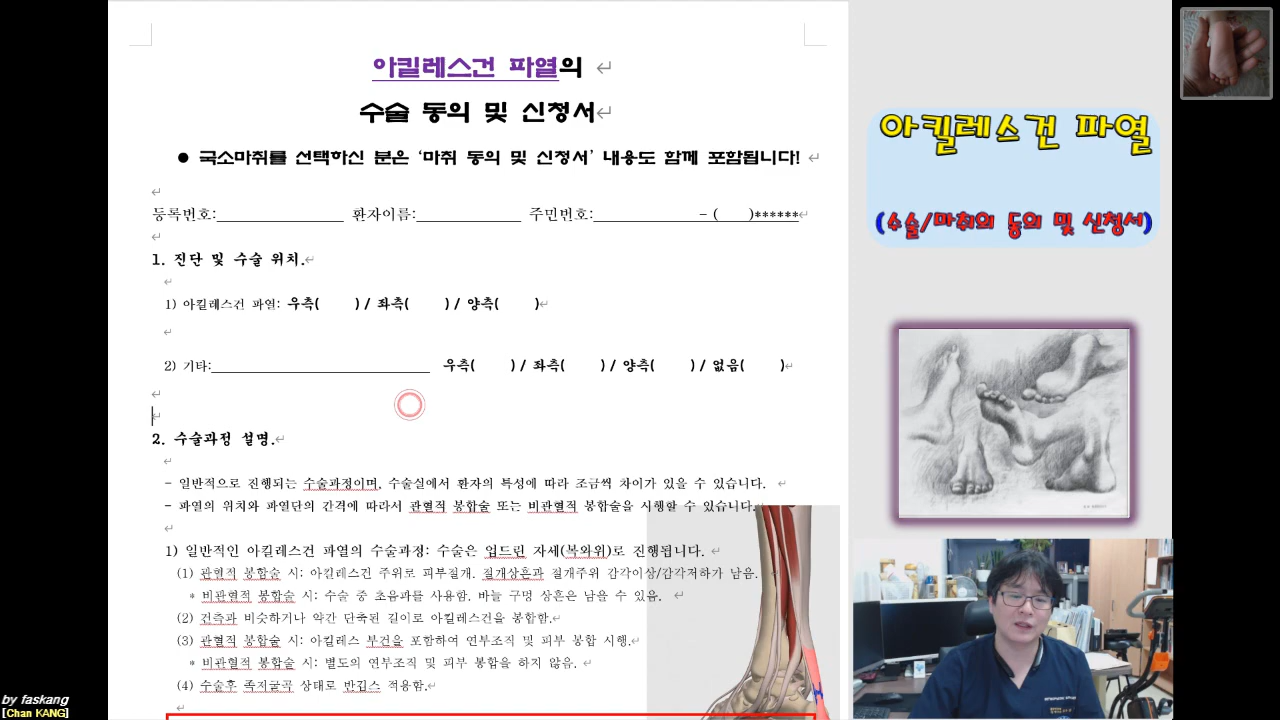 아킬레스건 파열의
수술 동의 및 신청서
● 국소마취를 선택하신 분은 '마취 동의 및 신청서' 내용도 함께 포함됩니다!
등록번호:________________ 환자이름:_____________ 주민번호:_____________ - ( )******
1. 진단 및 수술 위치.
1) 아킬레스건 파열: 우측( ) / 좌측( ) / 양측( )
2) 기타:___________________________ 우측( ) / 좌측( ) / 양측( ) / 없음( )
2. 수술과정 설명.
- 일반적으로 진행되는 수술과정이며, 수술실에서 환자의 특성에 따라 조금씩 차이가 있을 수 있습니다.
- 파열의 위치와 파열단의 간격에 따라서 관혈적 봉합술 또는 비관혈적 봉합술을 시행할 수 있습니다.
1) 일반적인 아킬레스건 파열의 수술과정: 수술은 업드린 자세(복와위)로 진행됩니다.
(1) 관혈적 봉합술 시: 아킬레스건 주위로 피부절개. 절개상흔과 절개주위 감각이상/감각저하가 남음.
* 비관혈적 봉합술 시: 수술 중 초음파를 사용함. 바늘 구멍 상흔은 남을 수 있음.
(2) 건측과 비슷하거나 약간 단축된 길이로 아킬레스건을 봉합함.
(3) 관혈적 봉합술 시: 아킬레스 부건을 포함하여 연부조직 및 피부 봉합 시행.
* 비관혈적 봉합술 시: 별도의 연부조직 및 피부 봉합을 하지 않음.
(4) 수술후 족저굴곡 상태로 반깁스 적용함.
아킬레스건 파열
(수술/마취의 동의 및 신청서)
by faskang
[Chan KANG]